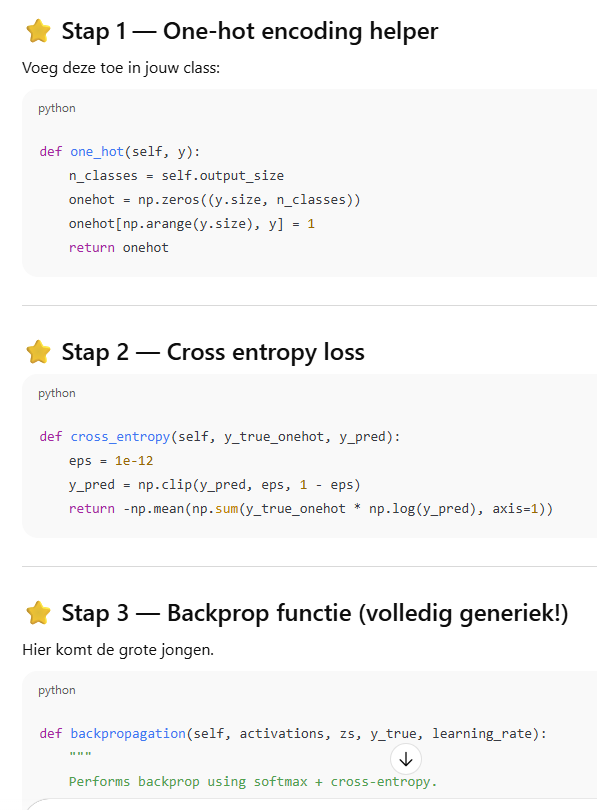 ⭐ Stap 1 — One-hot encoding helper
Voeg deze toe in jouw class:
python
def one_hot(self, y):
    n_classes = self.output_size
    onehot = np.zeros((y.size, n_classes))
    onehot[np.arange(y.size), y] = 1
    return onehot
⭐ Stap 2 — Cross entropy loss
python
def cross_entropy(self, y_true_onehot, y_pred):
    eps = 1e-12
    y_pred = np.clip(y_pred, eps, 1 - eps)
    return -np.mean(np.sum(y_true_onehot * np.log(y_pred), axis=1))
⭐ Stap 3 — Backprop functie (volledig generiek!)
Hier komt de grote jongen.
python
def backpropagation(self, activations, zs, y_true, learning_rate):
    """
    Performs backprop using softmax + cross-entropy.